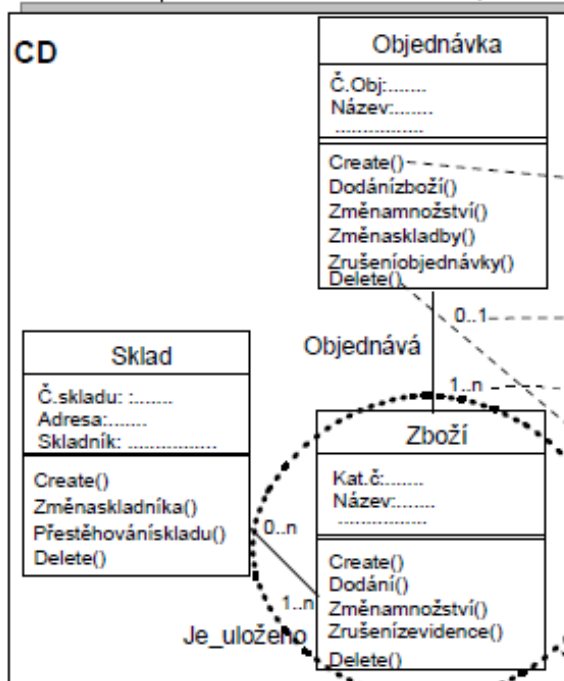 CD
Objednávka
Č.Obj:.......
Název:.......
................
Create()
Dodánízboží()
Změnamnožství()
Změnaskladby()
Zrušeníobjednávky()
Delete()
0..1
Objednává
1..n
Sklad
Č.skladu: :.......
Adresa:.......
Skladník: ................
Create()
Změnaskladníka()
Přestěhovánískladu()
Delete()
0..n
1..n
Je_uloženo
Zboží
Kat.č:.......
Název:.......
................
Create()
Dodání()
Změnamnožství()
Zrušenízevidence()
Delete()